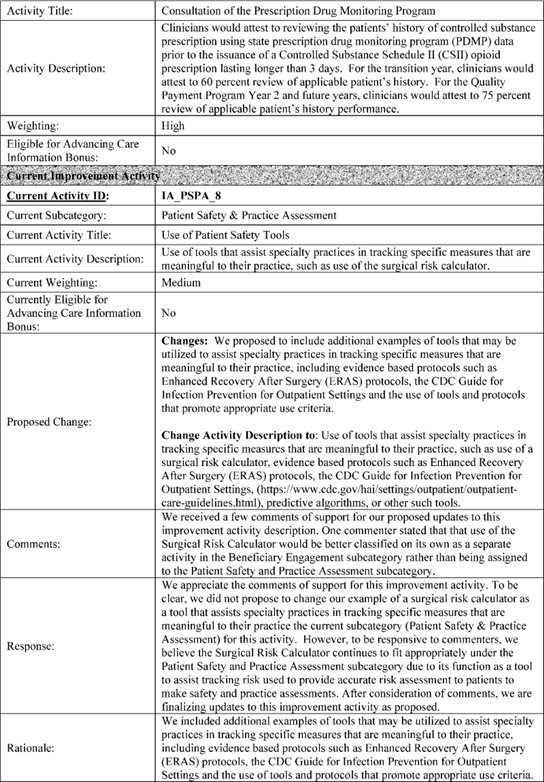 Activity Title:
Consultation of the Prescription Drug Monitoring Program
Activity Description:
Clinicians would attest to reviewing the patients' history of controlled substance
prescription using state prescription drug monitoring program (PDMP) data
prior to the issuance of a Controlled Substance Schedule II (CSII) opioid
prescription lasting longer than 3 days.  For the transition year, clinicians would
attest to 60 percent review of applicable patient's history.  For the Quality
Payment Program Year 2 and future years, clinicians would attest to 75 percent
review of applicable patient's history performance.
Weighting:
High
Eligible for Advancing Care
Information Bonus:
No
Current Improvement Activity
Current Activity ID:
IA_PSPA_8
Current Subcategory:
Patient Safety & Practice Assessment
Current Activity Title:
Use of Patient Safety Tools
Current Activity Description:
Use of tools that assist specialty practices in tracking specific measures that are
meaningful to their practice, such as use of the surgical risk calculator.
Current Weighting:
Medium
Currently Eligible for
Advancing Care Information
Bonus:
No
Proposed Change:
Changes:  We proposed to include additional examples of tools that may be
utilized to assist specialty practices in tracking specific measures that are
meaningful to their practice, including evidence based protocols such as
Enhanced Recovery After Surgery (ERAS) protocols, the CDC Guide for
Infection Prevention for Outpatient Settings and the use of tools and protocols
that promote appropriate use criteria.
Change Activity Description to: Use of tools that assist specialty practices in
tracking specific measures that are meaningful to their practice, such as use of a
surgical risk calculator, evidence based protocols such as Enhanced Recovery
After Surgery (ERAS) protocols, the CDC Guide for Infection Prevention for
Outpatient Settings, (https://www.cdc.gov/hai/settings/outpatient/outpatient-
care-guidelines.html), predictive algorithms, or other such tools.
Comments:
We received a few comments of support for our proposed updates to this
improvement activity description. One commenter stated that that use of the
Surgical Risk Calculator would be better classified on its own as a separate
activity in the Beneficiary Engagement subcategory rather than being assigned
to the Patient Safety and Practice Assessment subcategory.
Response:
We appreciate the comments of support for this improvement activity. To be
clear, we did not propose to change our example of a surgical risk calculator as
a tool that assists specialty practices in tracking specific measures that are
meaningful to their practice the current subcategory (Patient Safety & Practice
Assessment) for this activity.  However, to be responsive to commenters, we
believe the Surgical Risk Calculator continues to fit appropriately under the
Patient Safety and Practice Assessment subcategory due to its function as a tool
to assist tracking risk used to provide accurate risk assessment to patients to
make safety and practice assessments. After consideration of comments, we are
finalizing updates to this improvement activity as proposed.
Rationale:
We included additional examples of tools that may be utilized to assist specialty
practices in tracking specific measures that are meaningful to their practice,
including evidence based protocols such as Enhanced Recovery After Surgery
(ERAS) protocols, the CDC Guide for Infection Prevention for Outpatient
Settings and the use of tools and protocols that promote appropriate use criteria.